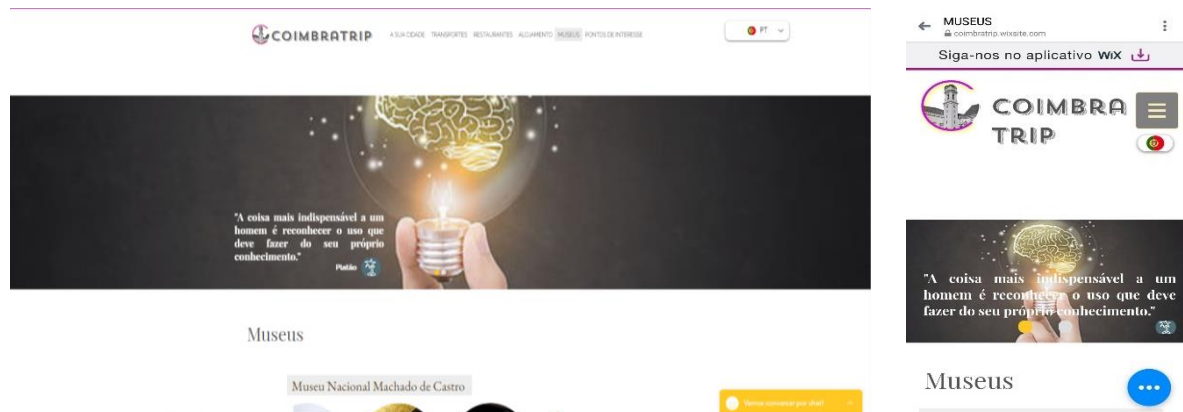 COIMBRATRIP
A SUA CIDADE TRANSPORTES RESTAURANTES ALOJAMENTO MUSEUS PONTOS DE INTERESSE
PT
"A coisa mais indispensável a um
homem é reconhecer o uso que
deve fazer do seu próprio
conhecimento."
Platão
Museus
Museu Nacional Machado de Castro
Vamos conversar por chat!
MUSEUS
coimbratrip.wixsite.com
Siga-nos no aplicativo WiX
COIMBRA
TRIP
"A coisa mais indispensável a um
homem é reconhecer o uso que deve
fazer do seu próprio conhecimento."
Museus